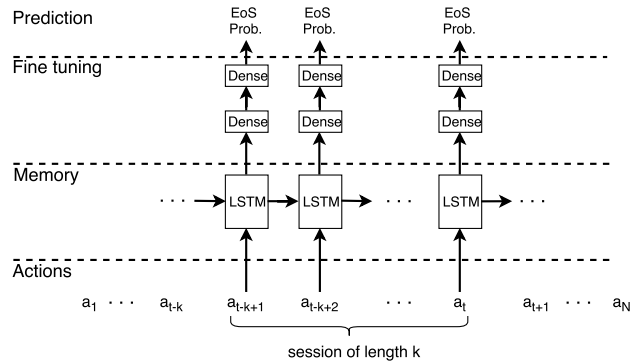 Prediction
EoS Prob. EoS Prob. EoS Prob.
Fine tuning
Dense Dense Dense
Dense Dense Dense
Memory
· · · LSTM LSTM · · · LSTM · · ·
Actions
a1 · · · at-k at-k+1 at-k+2 · · · at at+1 · · · aN
session of length k